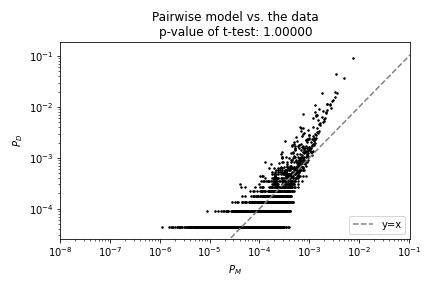 Pairwise model vs. the data
p-value of t-test: 1.00000
P_D
10⁻¹
10⁻²
10⁻³
10⁻⁴
y=x
10⁻⁸ 10⁻⁷ 10⁻⁶ 10⁻⁵ 10⁻⁴ 10⁻³ 10⁻² 10⁻¹
P_M